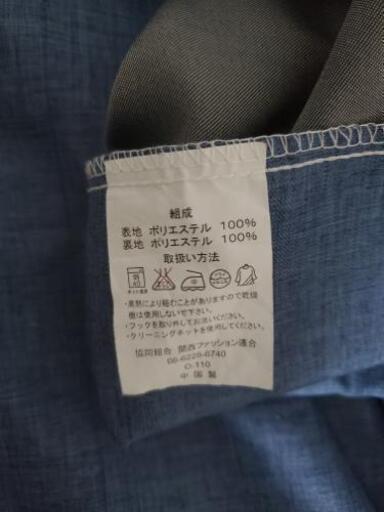 組成
表地 ポリエステル 100%
裏地 ポリエステル 100%
取扱い方法
・高熱により縮むことがありますので乾燥
機は使用しないで下さい。
・フックを取り外してお洗いください。
・クリーニングネットを使用してください。
協同組合 関西ファッション連合
06-6228-6740
O-110
中国製